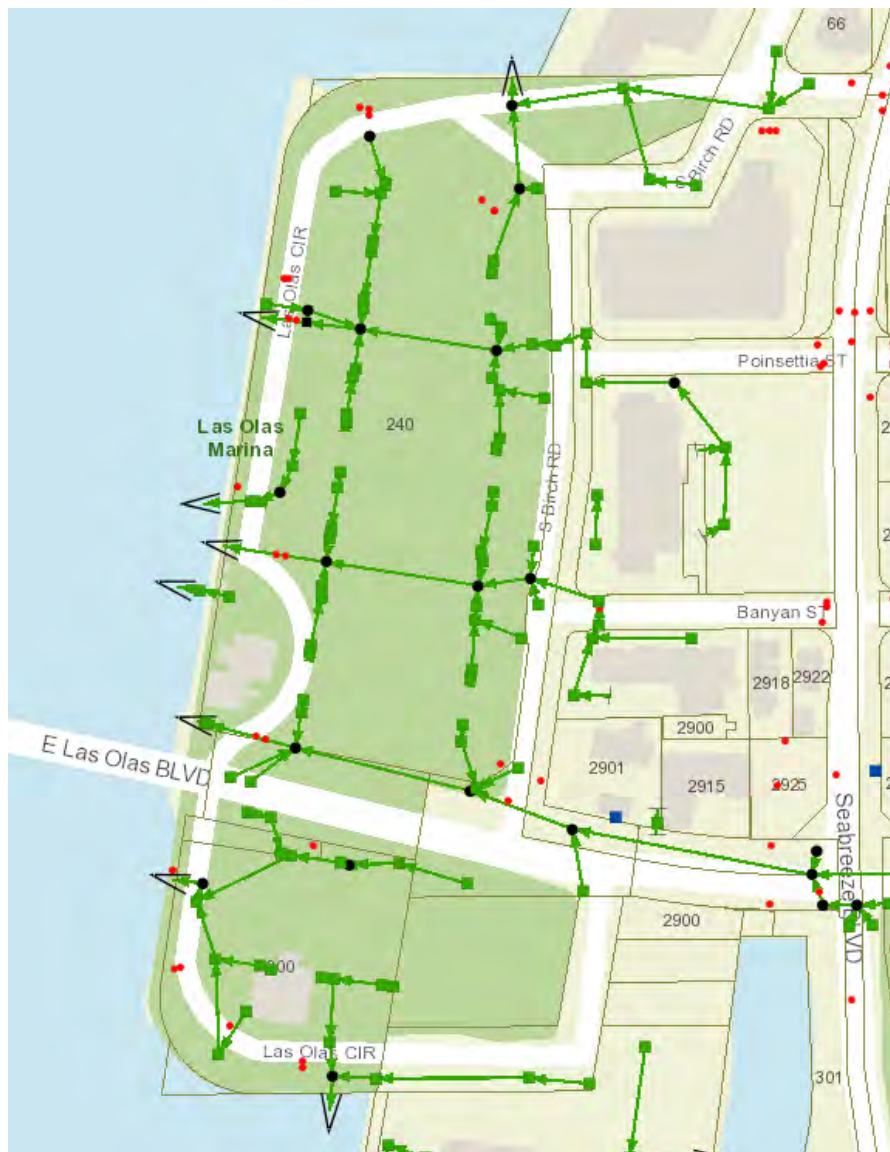 66
S Birch RD
Las Olas CIR
Poinsettia ST
Las Olas
Marina
240
S Birch RD
Banyan ST
2918
2922
2900
E Las Olas BLVD
2901
2915
2925
Seabreeze BLVD
2900
Las Olas CIR
301